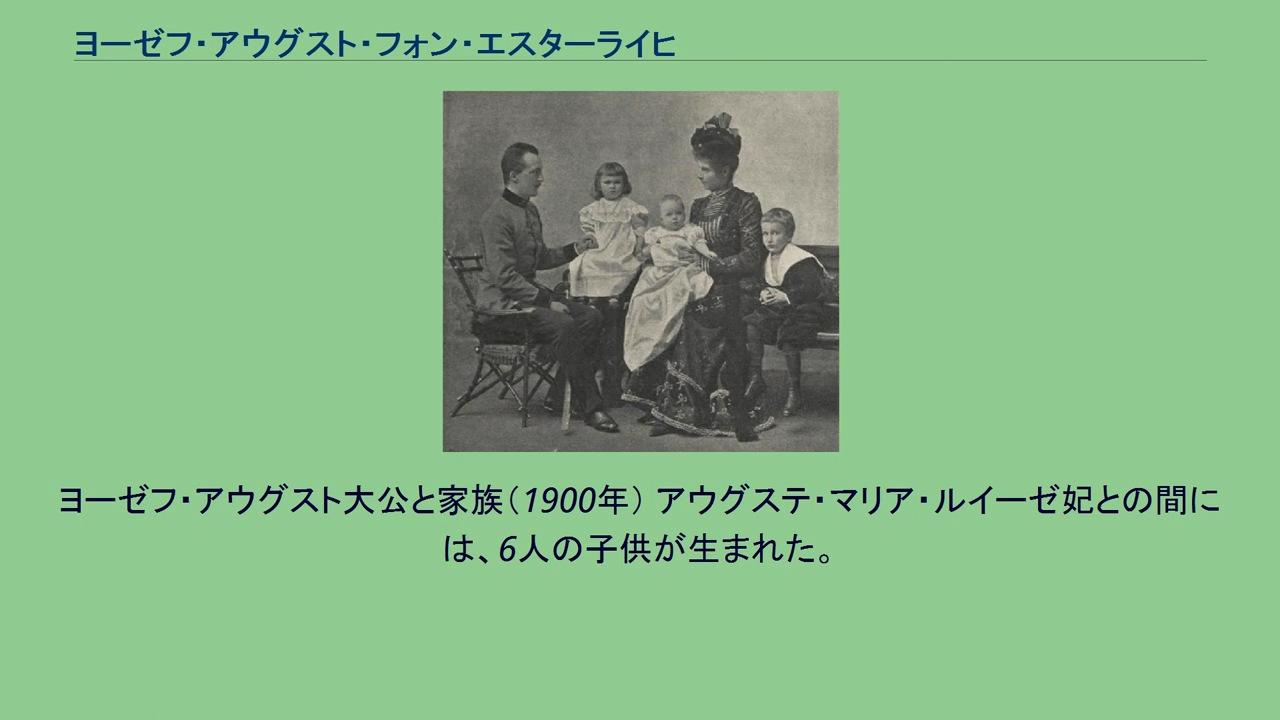 ヨーゼフ・アウグスト・フォン・エスターライヒ
ヨーゼフ・アウグスト大公と家族（1900年） アウグステ・マリア・ルイーゼ妃との間に
は、6人の子供が生まれた。